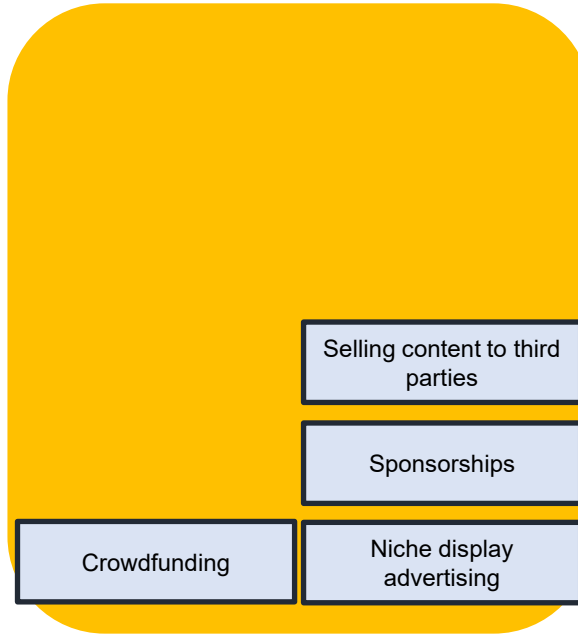 Selling content to third
parties
Sponsorships
Crowdfunding
Niche display
advertising